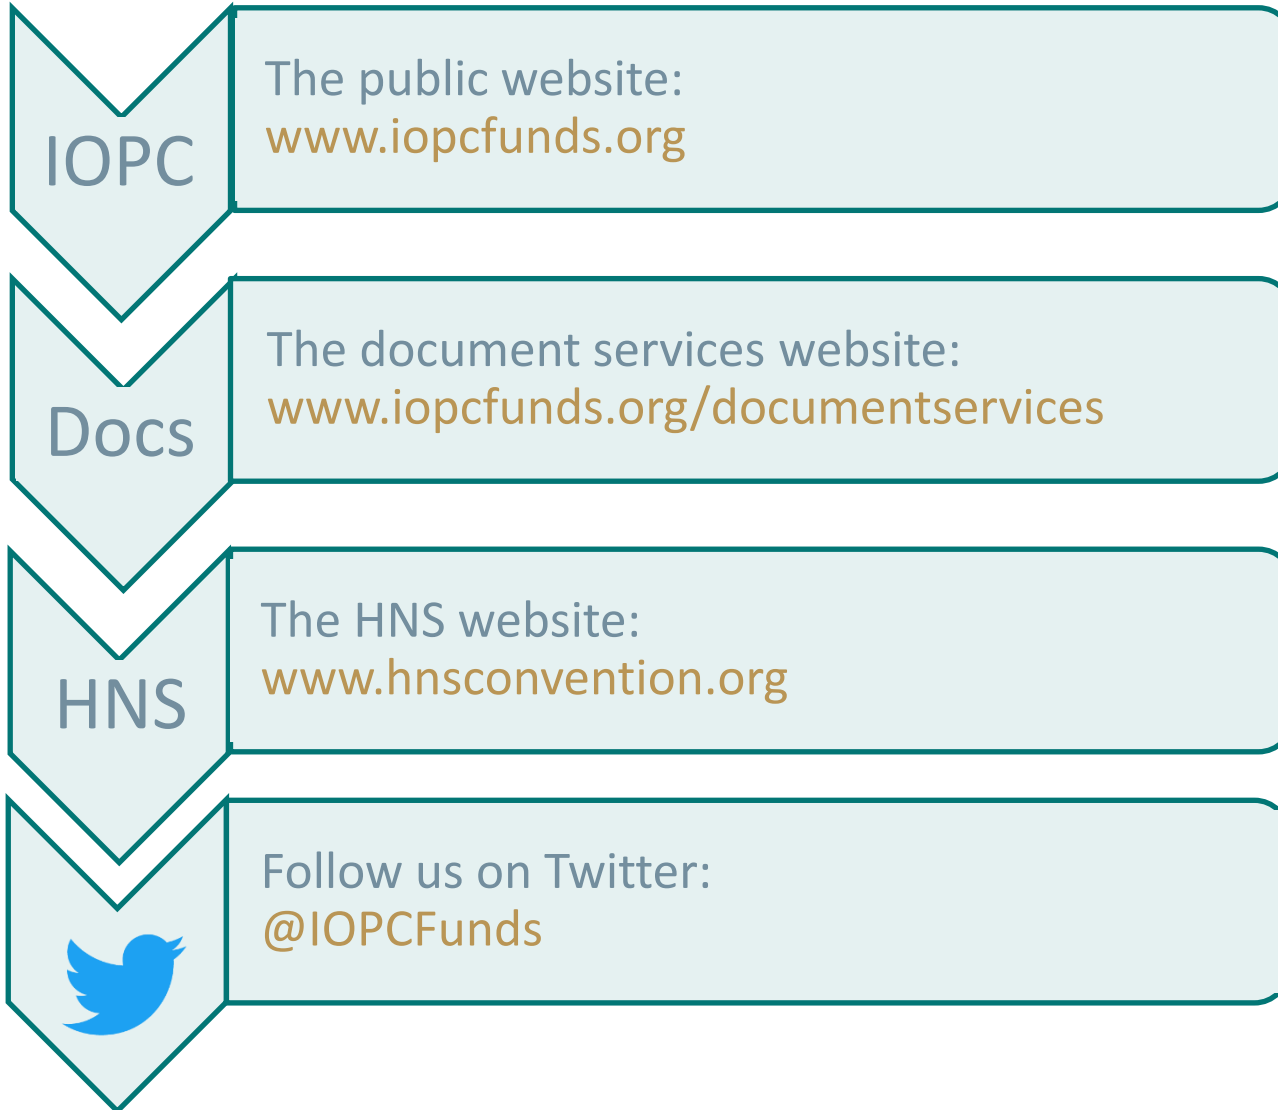 IOPC
The public website:
www.iopcfunds.org
Docs
The document services website:
www.iopcfunds.org/documentservices
HNS
The HNS website:
www.hnsconvention.org
Follow us on Twitter:
@IOPCFunds